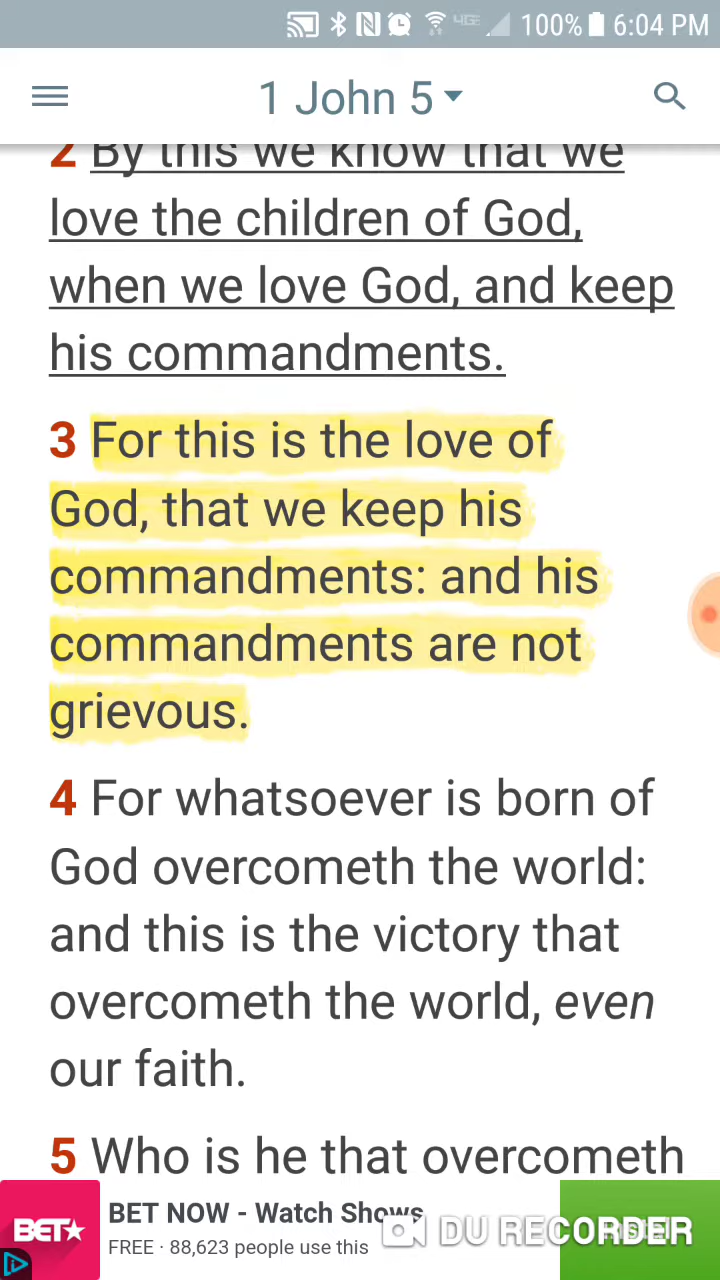 4GE 100% 6:04 PM
1 John 5
2 By this we know that we
love the children of God,
when we love God, and keep
his commandments.
3 For this is the love of
God, that we keep his
commandments: and his
commandments are not
grievous.
4 For whatsoever is born of
God overcometh the world:
and this is the victory that
overcometh the world, even
our faith.
5 Who is he that overcometh
BET
BET NOW - Watch Shows
FREE · 88,623 people use this
DU RECORDER